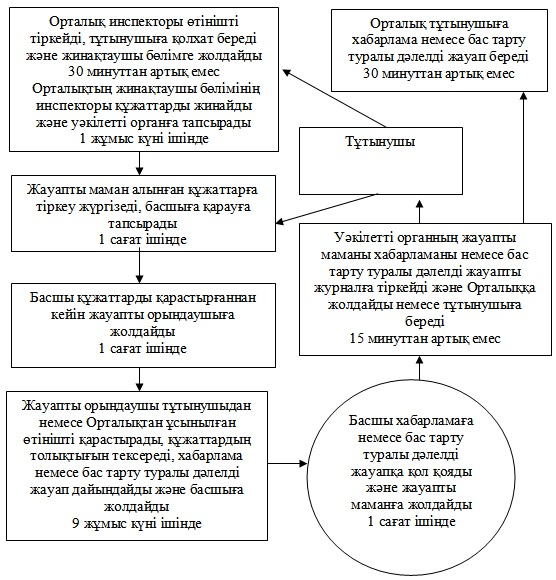 Орталық инспекторы өтінішті
тіркейді, тұтынушыға қолхат береді
және жинақтаушы бөлімге жолдайды
30 минуттан артық емес
Орталықтың жинақтаушы бөлімінің
инспекторы құжаттарды жинайды
және уәкілетті органға тапсырады
1 жұмыс күні ішінде
Орталық тұтынушыға
хабарлама немесе бас тарту
туралы дәлелді жауап береді
30 минуттан артық емес
Тұтынушы
Жауапты маман алынған құжаттарға
тіркеу жүргізеді, басшыға қарауға
тапсырады
1 сағат ішінде
Уәкілетті органның жауапты
маманы хабарламаны немесе бас
тарту туралы дәлелді жауапты
журналға тіркейді және Орталыққа
жолдайды немесе тұтынушыға
береді
15 минуттан артық емес
Басшы құжаттарды қарастырғаннан
кейін жауапты орындаушыға
жолдайды
1 сағат ішінде
Жауапты орындаушы тұтынушыдан
немесе Орталықтан ұсынылған
өтінішті қарастырады, құжаттардың
толықтығын тексереді, хабарлама
немесе бас тарту туралы дәлелді
жауап дайындайды және басшыға
жолдайды
9 жұмыс күні ішінде
Басшы хабарламаға
немесе бас тарту
туралы дәлелді
жауапқа қол қояды
және жауапты
маманға жолдайды
1 сағат ішінде